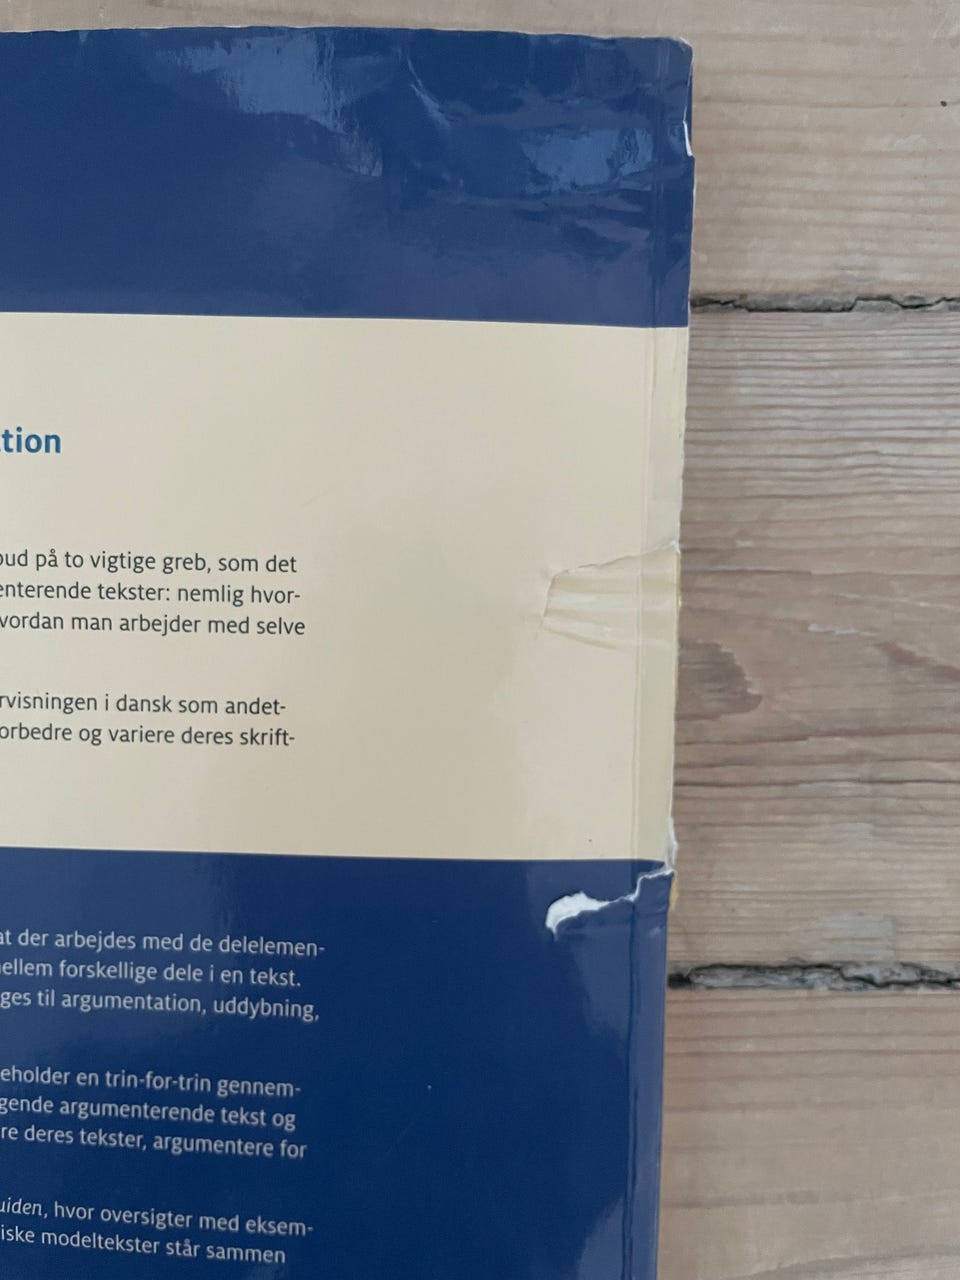 tion
bud på to vigtige greb, som det
enterende tekster: nemlig hvor-
vordan man arbejder med selve
rvisningen i dansk som andet-
orbedre og variere deres skrift-
at der arbejdes med de delelemen-
ellem forskellige dele i en tekst.
ges til argumentation, uddybning,
eholder en trin-for-trin gennem-
gende argumenterende tekst og
re deres tekster, argumentere for
uiden, hvor oversigter med eksem-
iske modeltekster står sammen